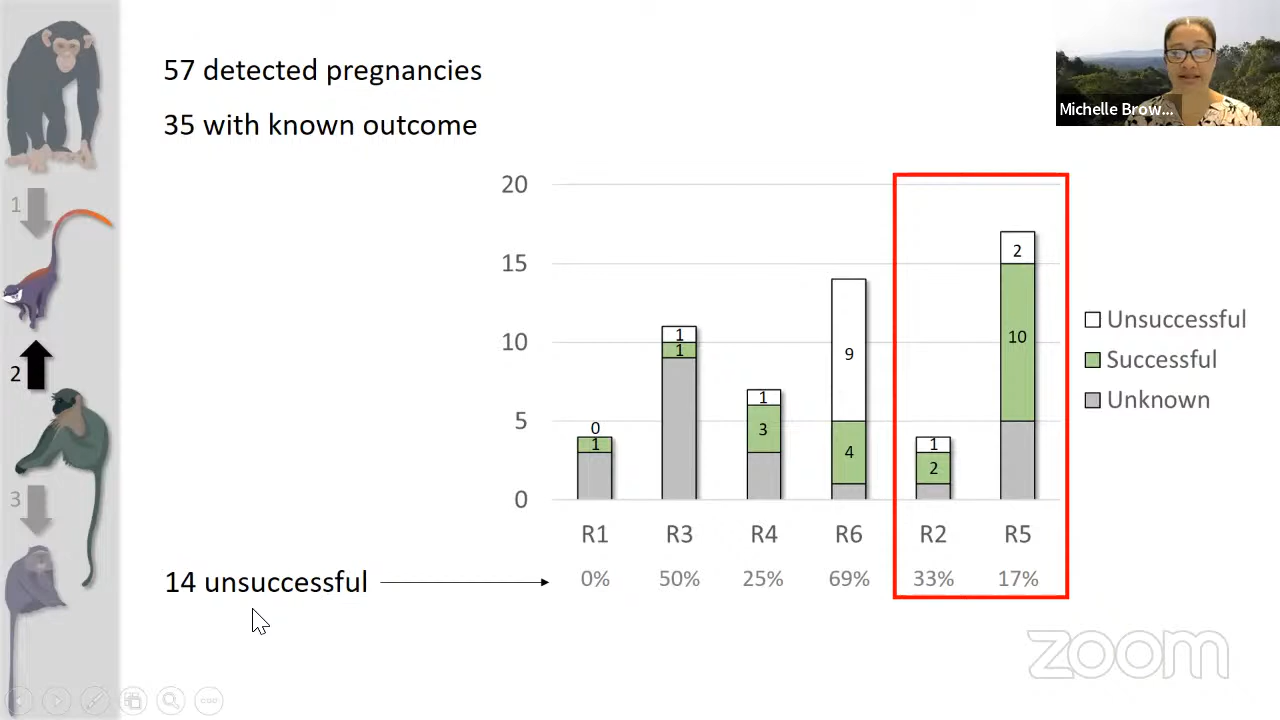 57 detected pregnancies
35 with known outcome
Michelle Brow...
1
2
3
20
15
10
5
0
0
1
1
1
1
3
9
4
1
2
2
10
Unsuccessful
Successful
Unknown
R1 R3 R4 R6 R2 R5
14 unsuccessful 0% 50% 25% 69% 33% 17%
zoom